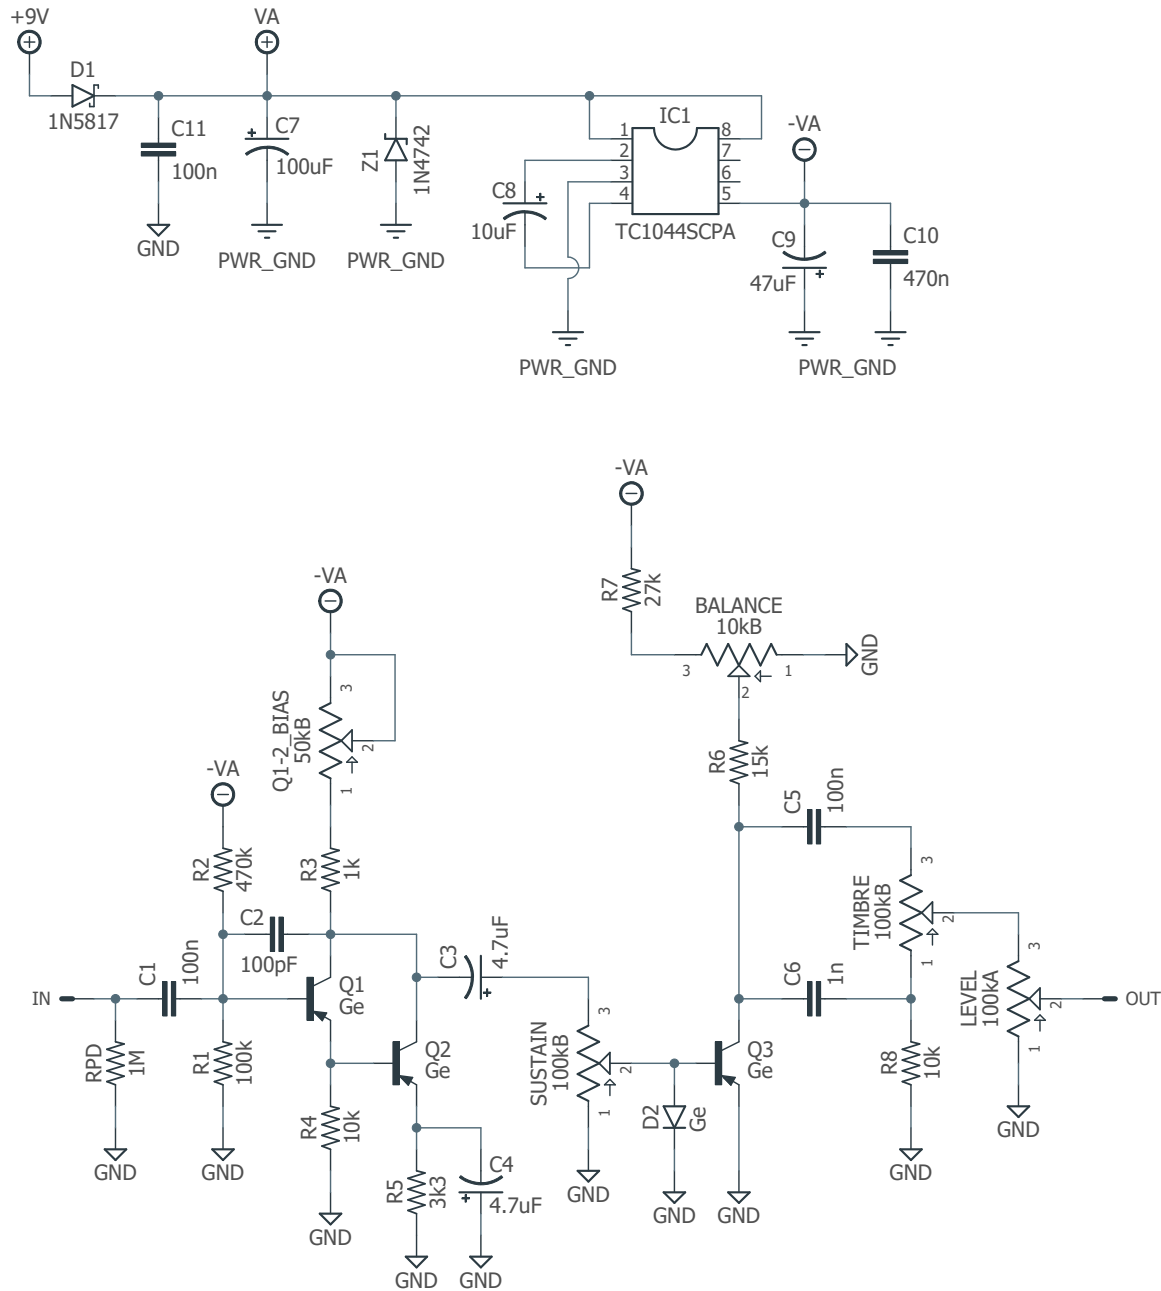 +9V
VA
D1
1N5817
C11
100n
GND
C7
100uF
PWR_GND
Z1
1N4742
PWR_GND
IC1
1
2
3
4
8
7
6
5
TC1044SCPA
C8
10uF
PWR_GND
-VA
C9
47uF
C10
470n
PWR_GND
-VA
R7
27k
BALANCE
10kB
3
1
2
GND
R6
15k
-VA
Q1-2_BIAS
50kB
3
2
1
R3
1k
-VA
R2
470k
C2
100pF
IN
C1
100n
RPD
1M
GND
R1
100k
GND
Q1
Ge
R4
10k
GND
Q2
Ge
R5
3k3
GND
C4
4.7uF
GND
C3
4.7uF
SUSTAIN
100kB
3
2
1
GND
D2
Ge
GND
Q3
Ge
GND
C5
100n
C6
1n
TIMBRE
100kB
3
2
1
R8
10k
GND
LEVEL
100kA
3
2
1
GND
OUT